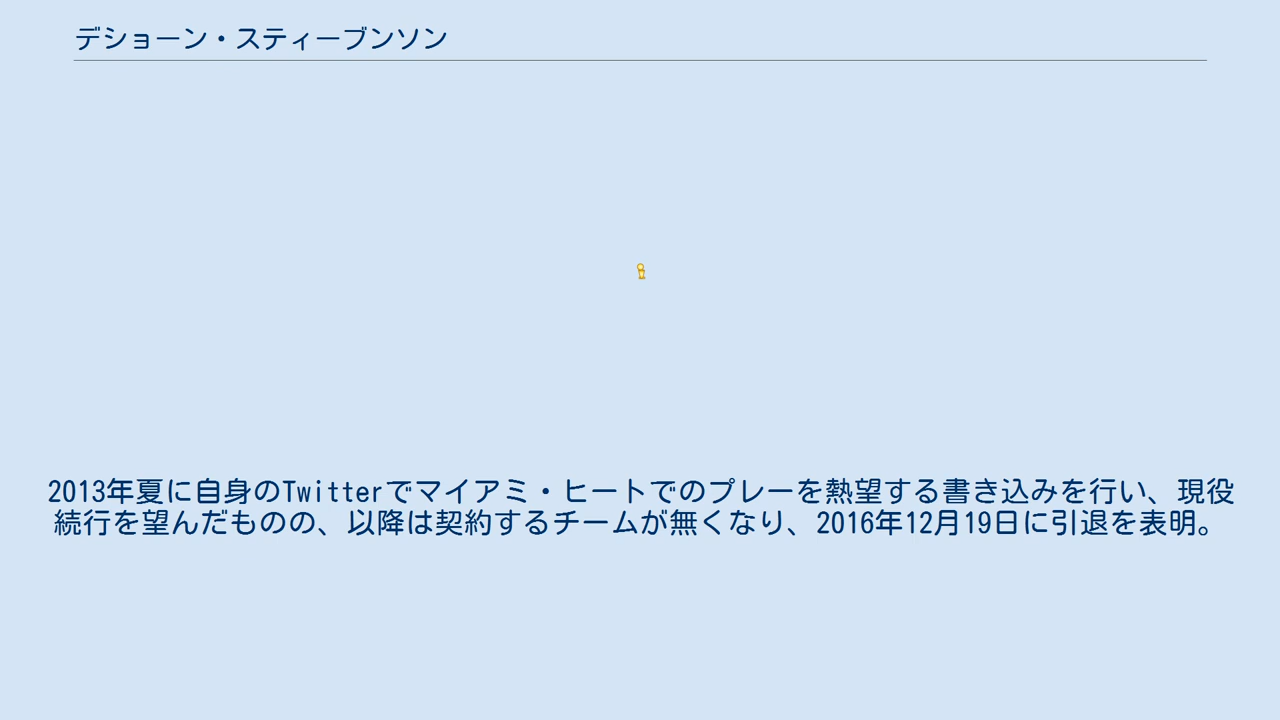 デショーン・スティーブンソン
2013年夏に自身のTwitterでマイアミ・ヒートでのプレーを熱望する書き込みを行い、現役
続行を望んだものの、以降は契約するチームが無くなり、2016年12月19日に引退を表明。